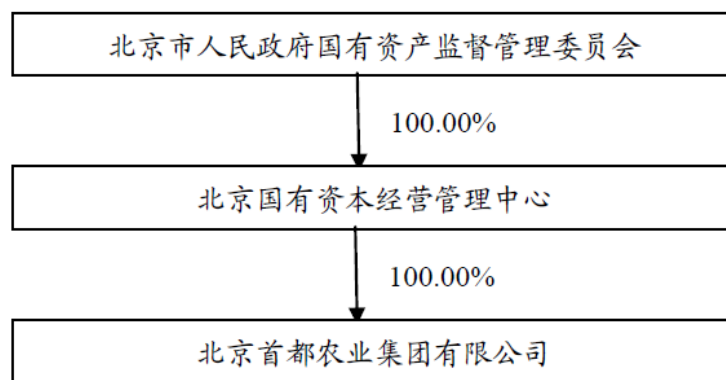 北京市人民政府国有资产监督管理委员会
100.00%
北京国有资本经营管理中心
100.00%
北京首都农业集团有限公司